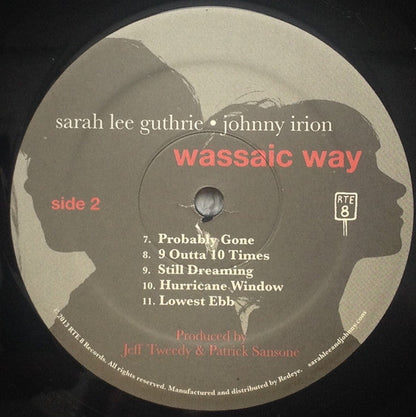 sarah lee guthrie • johnny irion
wassaic way
side 2
RTE
8
7. Probably Gone
8. 9 Outta 10 Times
9. Still Dreaming
10. Hurricane Window
11. Lowest Ebb
Produced by
Jeff Tweedy & Patrick Sansone
© 2013 RTE 8 Records. All rights reserved. Manufactured and distributed by Redeye. sarahleeandjohnny.com